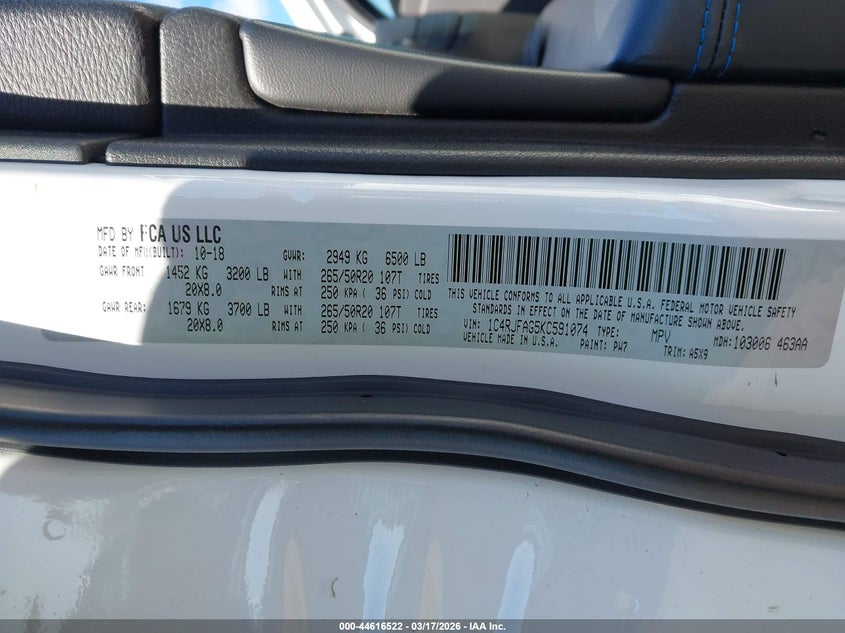 MFD BY FCA US LLC
DATE OF MFR(BUILT): 10-18 GVWR: 2949 KG 6500 LB
GAWR FRONT 1452 KG 3200 LB WITH 265/50R20 107T TIRES
20X8.0 RIMS AT 250 KPA ( 36 PSI) COLD
GAWR REAR: 1679 KG 3700 LB WITH 265/50R20 107T TIRES
20X8.0 RIMS AT 250 KPA ( 36 PSI) COLD
THIS VEHICLE CONFORMS TO ALL APPLICABLE U.S.A. FEDERAL MOTOR VEHICLE SAFETY
STANDARDS IN EFFECT ON THE DATE OF MANUFACTURE SHOWN ABOVE.
VIN: 1C4RJFAG5KC591074 TYPE: MPV MDH:103006 463AA
VEHICLE MADE IN U.S.A. PAINT: PW7 TRIM: A5X9
000-44616522 — 03/17/2026 — IAA Inc.